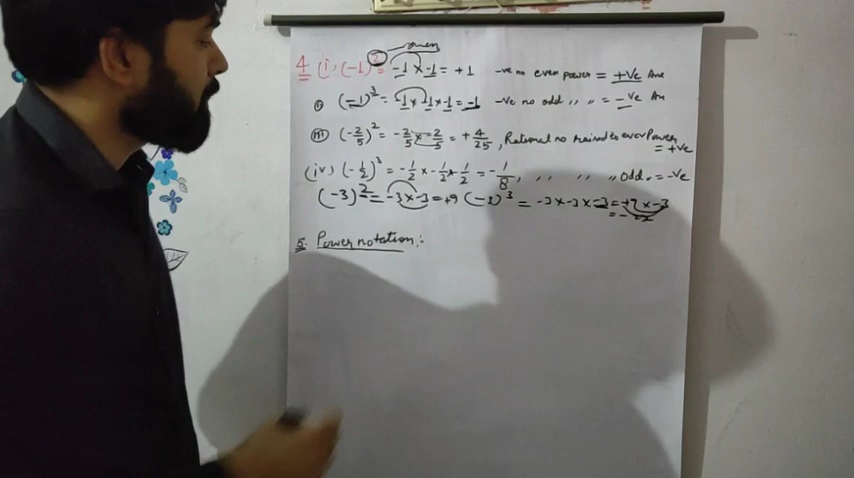 even
4 (i) (-1)² = -1 × -1 = +1 -ve no even power = +ve Ans
ii (-1)³ = -1 × -1 × -1 = -1 -ve no odd ,, ,, = -ve An
iii (-2/5)² = -2/5 × -2/5 = +4/25, Rational no raised to even Power = +ve
(iv) (-1/2)³ = -1/2 × -1/2 × -1/2 = -1/8, ,, ,, ,, odd ,, = -ve
(-3)² = -3 × -3 = +9 (-3)³ = -3 × -3 × -3 = +9 × -3
5. Power notation :-